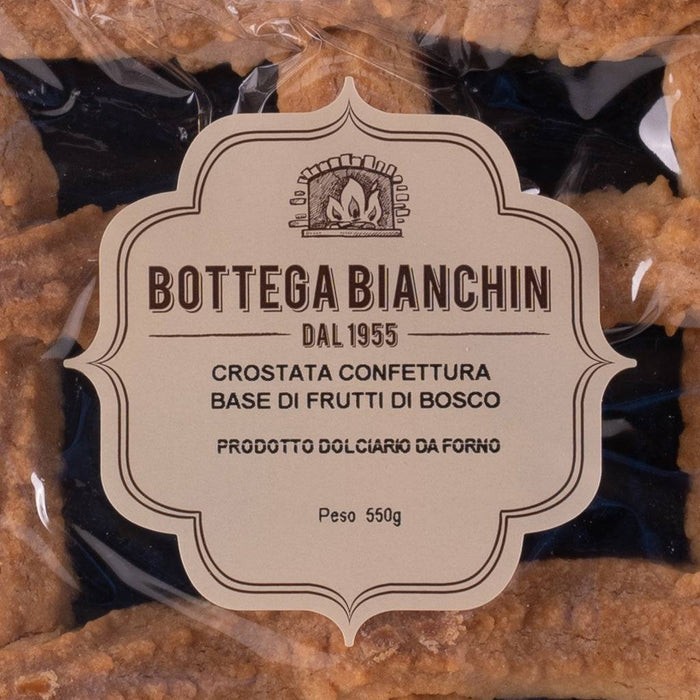 BOTTEGA BIANCHIN
DAL 1955
CROSTATA CONFETTURA
BASE DI FRUTTI DI BOSCO
PRODOTTO DOLCIARIO DA FORNO
Peso 550g